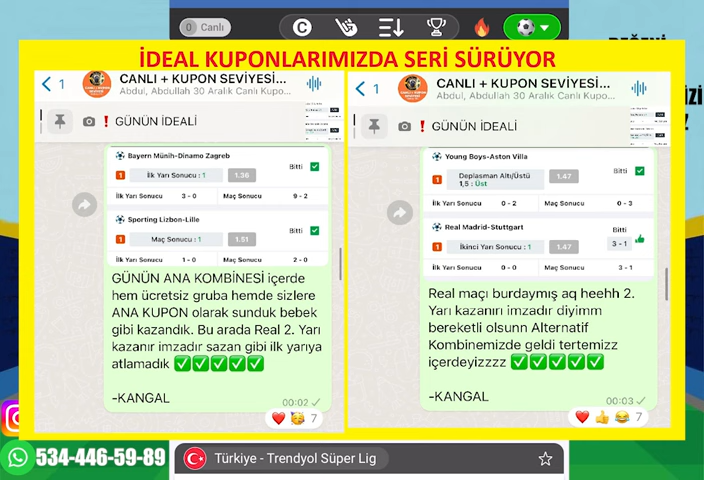 0 Canlı
İDEAL KUPONLARIMIZDA SERİ SÜRÜYOR
1 CANLI + KUPON SEVİYESİ...
Abdul, Abdullah 30 Aralık Canlı Kupo...
❗ GÜNÜN İDEALİ
Bayern Münih-Dinamo Zagreb
Bitti
1 İlk Yarı Sonucu : 1 1.36
İlk Yarı Sonucu 3 - 0 Maç Sonucu 9 - 2
Sporting Lizbon-Lille
Bitti
1 Maç Sonucu : 1 1.51
İlk Yarı Sonucu 1 - 0 Maç Sonucu 2 - 0
GÜNÜN ANA KOMBİNESİ içerde
hem ücretsiz gruba hemde sizlere
ANA KUPON olarak sunduk bebek
gibi kazandık. Bu arada Real 2. Yarı
kazanır imzadır sazan gibi ilk yarıya
atlamadık ✅✅✅✅✅
-KANGAL
00:02
❤️🥳 7
1 CANLI + KUPON SEVİYESİ...
Abdul, Abdullah 30 Aralık Canlı Kupo...
❗ GÜNÜN İDEALİ
Young Boys-Aston Villa
Bitti
1 Deplasman Altı/Üstü 1.47
1,5 : Üst
İlk Yarı Sonucu 0 - 2 Maç Sonucu 0 - 3
Real Madrid-Stuttgart
Bitti
1 İkinci Yarı Sonucu : 1 1.47 3 - 1
İlk Yarı Sonucu 0 - 0 Maç Sonucu 3 - 1
Real maçı burdaymış aq heehh 2.
Yarı kazanırı imzadır diyimm
bereketli olsunn Alternatif
Kombinemizde geldi tertemizz
içerdeyizzzz ✅✅✅✅✅
-KANGAL
00:03
❤️👍😂 7
534-446-59-89
Türkiye - Trendyol Süper Lig